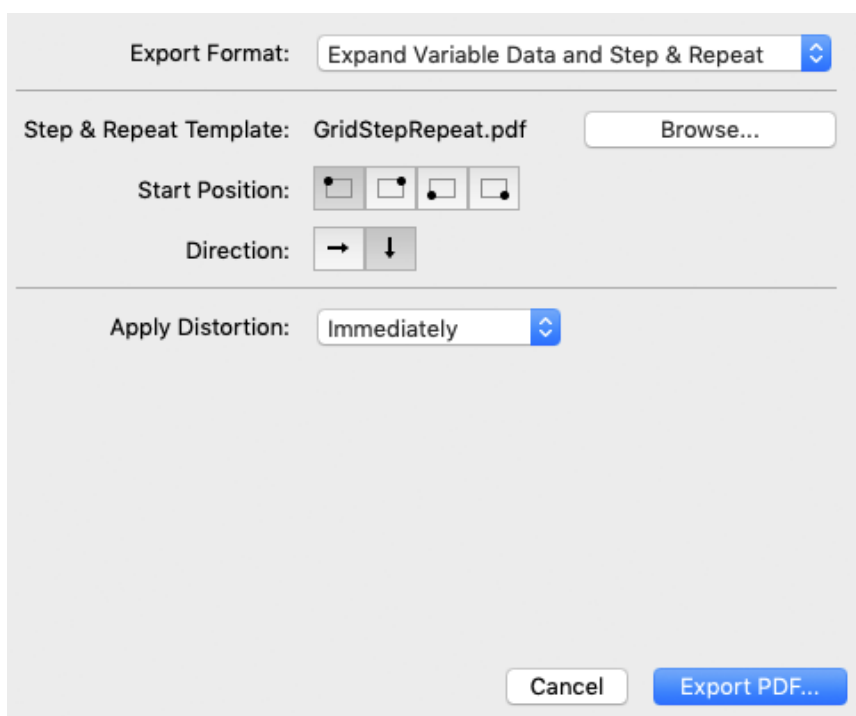 Export Format: Expand Variable Data and Step & Repeat
Step & Repeat Template: GridStepRepeat.pdf Browse...
Start Position:
Direction:
Apply Distortion: Immediately
Cancel Export PDF...